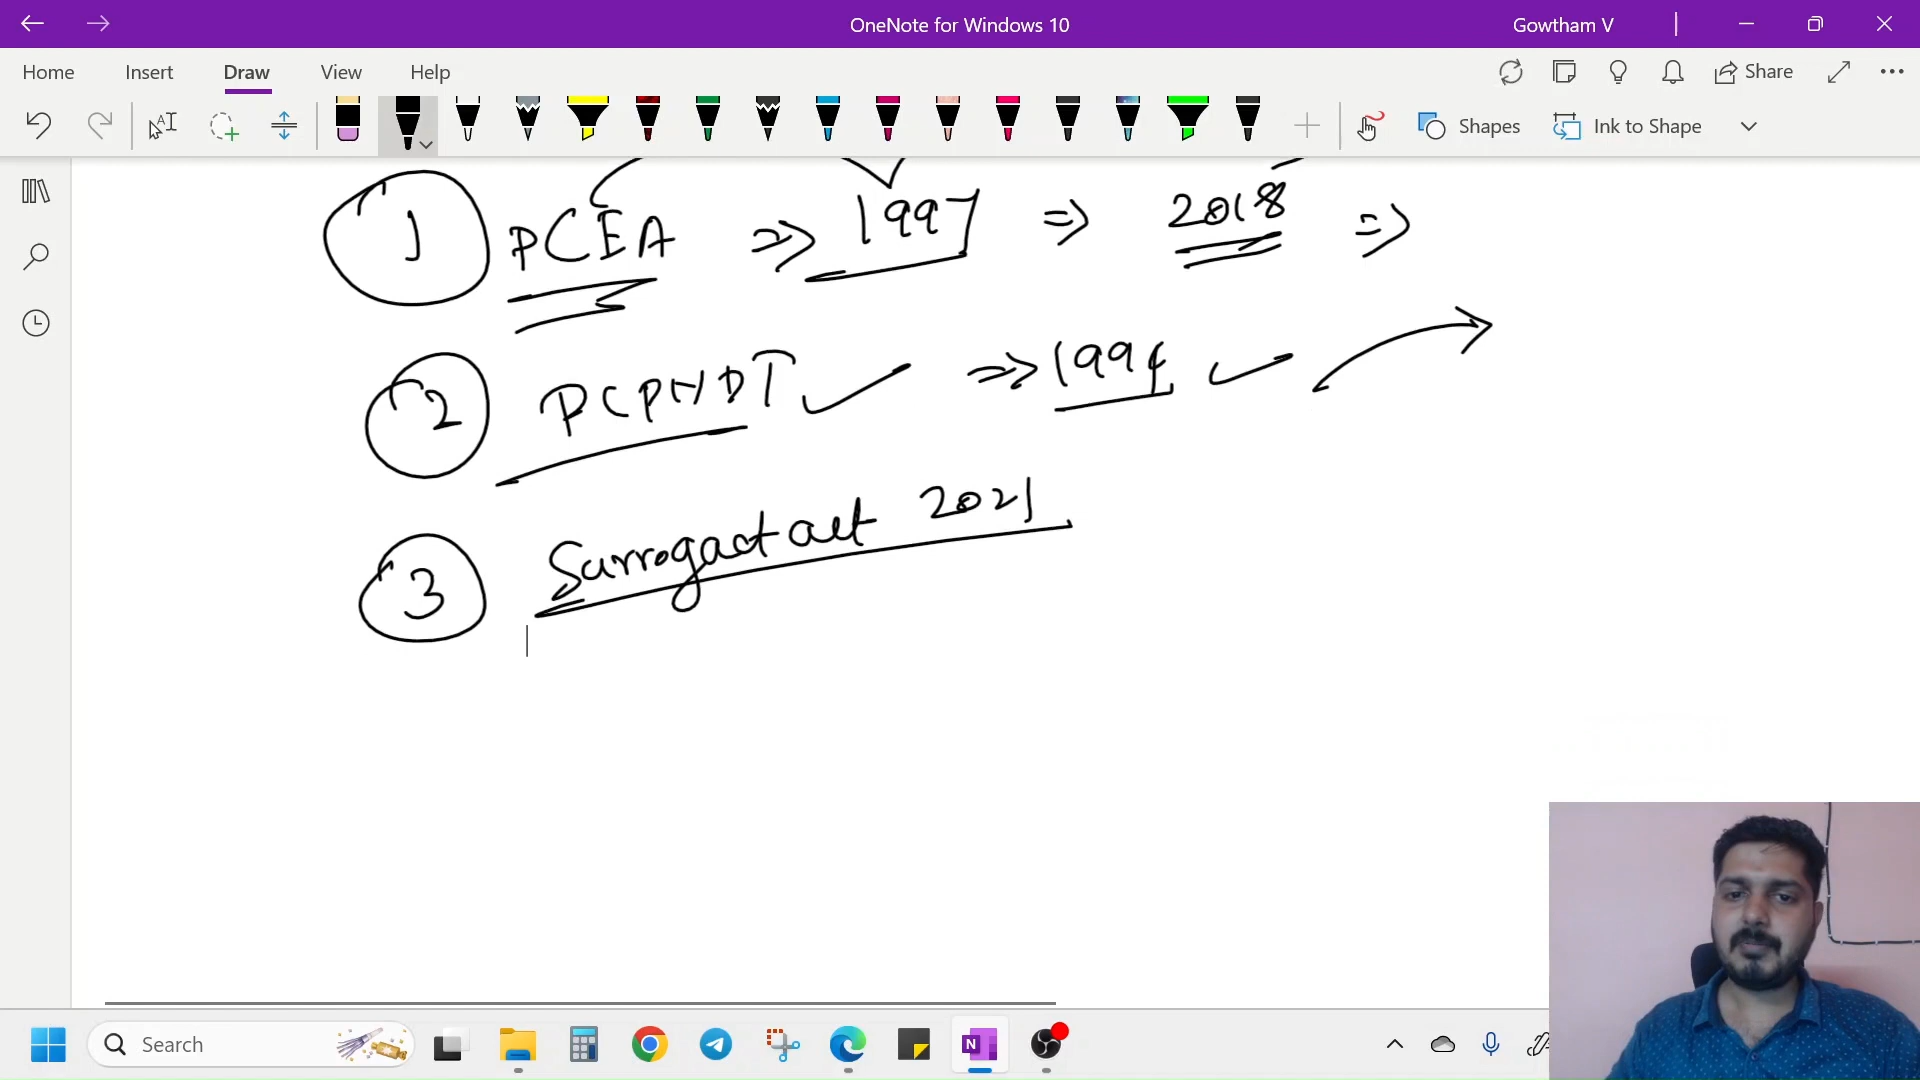 OneNote for Windows 10
Gowtham V
Home Insert Draw View Help
Share
Shapes Ink to Shape
1 PCEA ⇒ 1997 ⇒ 2018 ⇒
2 PCPNDT ✓ ⇒ 1994 ✓
3 Surrogact act 2021
Search